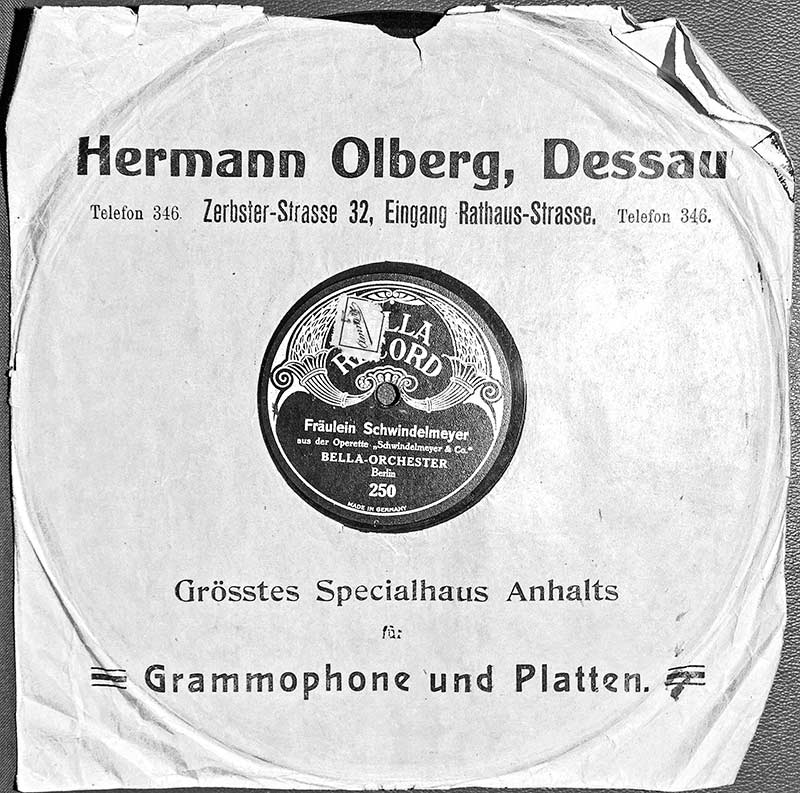 Hermann Olberg, Dessau
Telefon 346. Zerbster-Strasse 32, Eingang Rathaus-Strasse. Telefon 346.
LLA
RECORD
Fräulein Schwindelmeyer
aus der Operette „Schwindelmeyer & Co."
BELLA-ORCHESTER
Berlin
250
MADE IN GERMANY
Grösstes Specialhaus Anhalts
für
Grammophone und Platten.